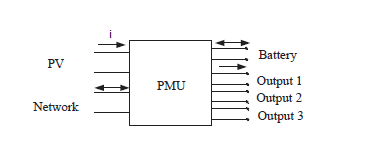 i
PV
PMU
Network
Battery
Output 1
Output 2
Output 3